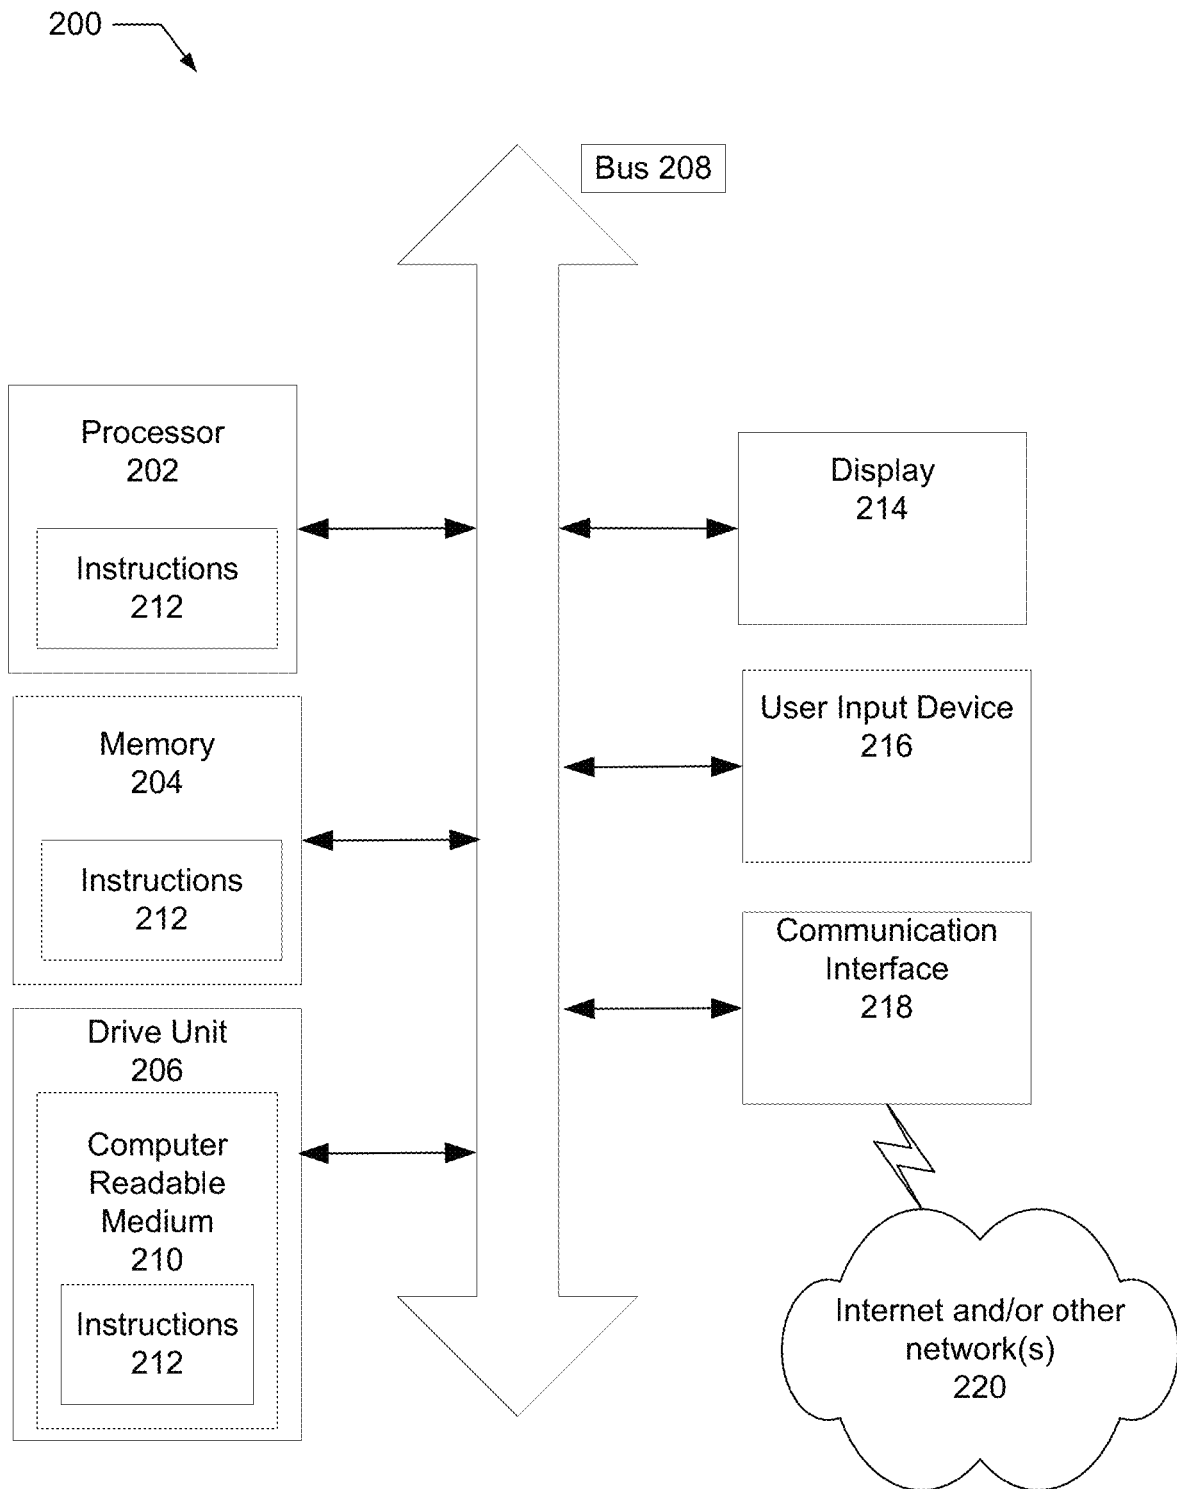 200
Bus 208
Processor
202
Instructions
212
Memory
204
Instructions
212
Drive Unit
206
Computer
Readable
Medium
210
Instructions
212
Display
214
User Input Device
216
Communication
Interface
218
Internet and/or other
network(s)
220